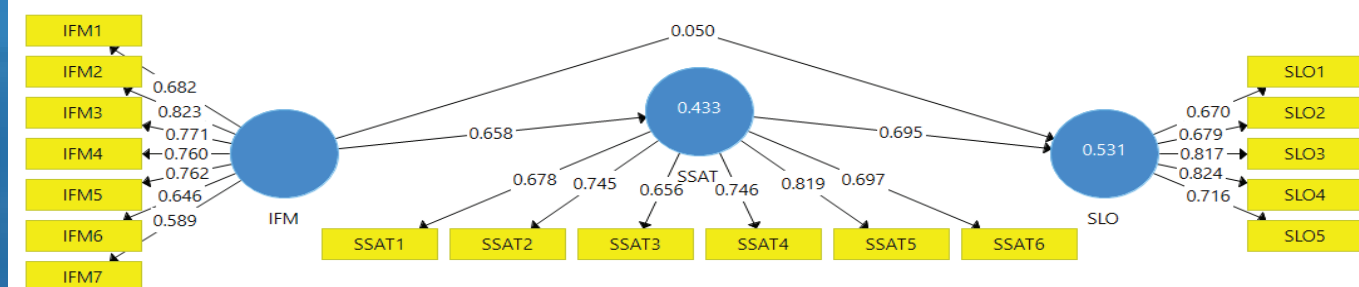 IFM1
IFM2
IFM3
IFM4
IFM5
IFM6
IFM7
0.682
0.823
0.771
0.760
0.762
0.646
0.589
IFM
0.050
0.658
0.433
SSAT
0.695
0.678
0.745
0.656
0.746
0.819
0.697
SSAT1
SSAT2
SSAT3
SSAT4
SSAT5
SSAT6
0.531
SLO
0.670
0.679
0.817
0.824
0.716
SLO1
SLO2
SLO3
SLO4
SLO5